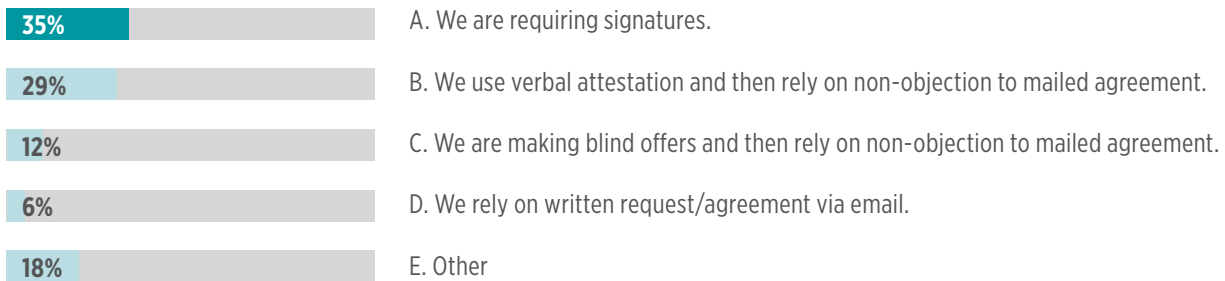 35% A. We are requiring signatures.
29% B. We use verbal attestation and then rely on non-objection to mailed agreement.
12% C. We are making blind offers and then rely on non-objection to mailed agreement.
6% D. We rely on written request/agreement via email.
18% E. Other